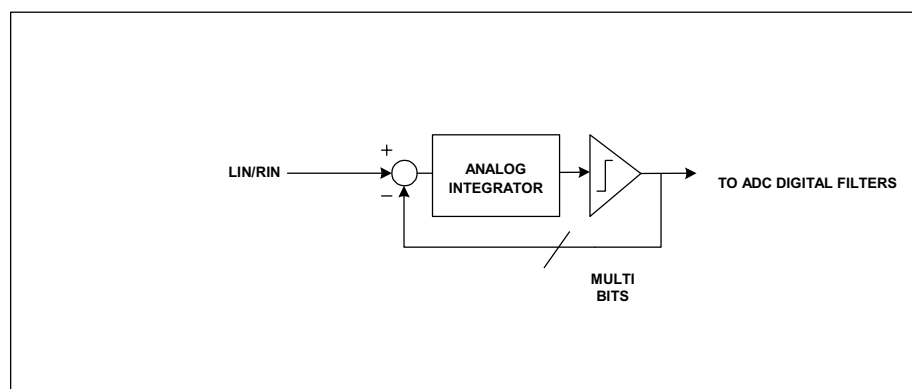 +
LIN/RIN
−
ANALOG
INTEGRATOR
TO ADC DIGITAL FILTERS
MULTI
BITS